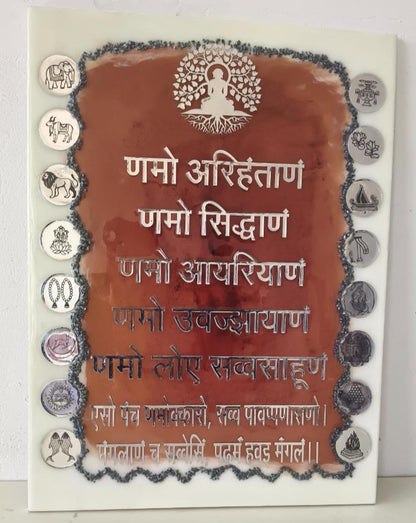 णमो अरिहंताणं
णमो सिद्धाणं
णमो आयरियाणं
णमो उवज्झायाणं
णमो लोए सव्वसाहूणं
एसो पंच णमोक्कारो, सव्व पावप्पणासणो।
मंगलाणं च सव्वेसिं, पढमं हवइ मंगलं।।